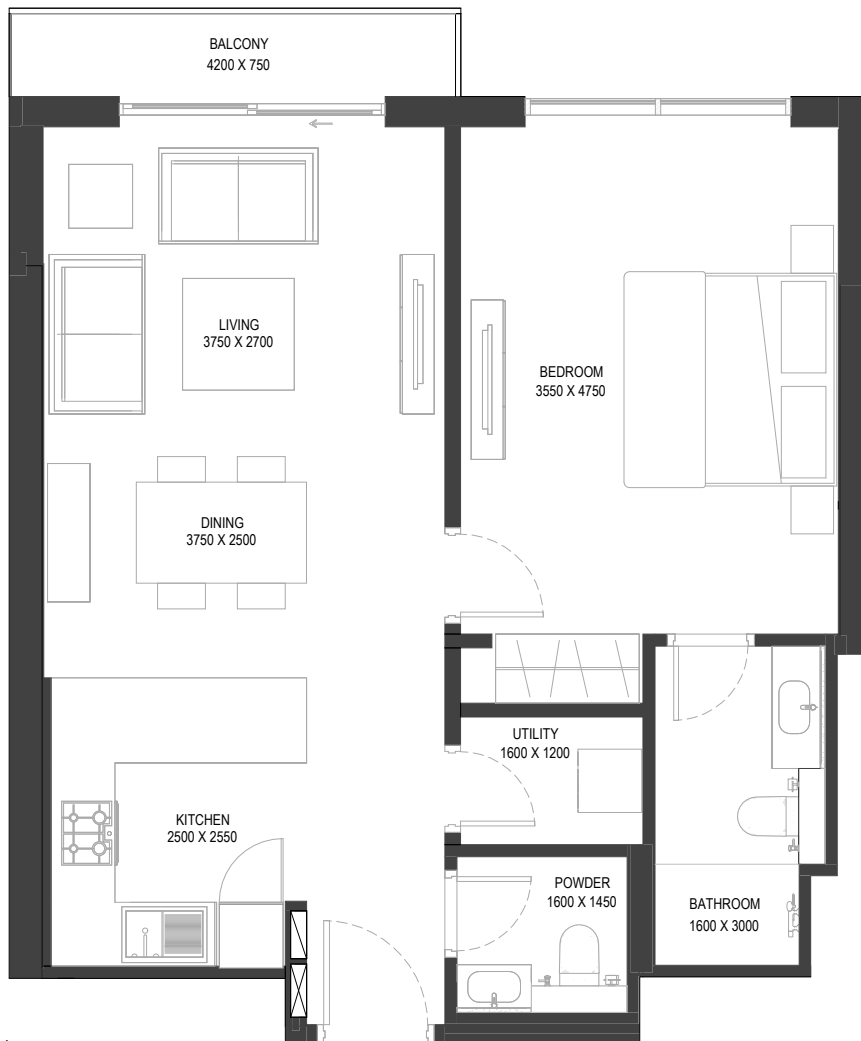 BALCONY
4200 X 750
LIVING
3750 X 2700
BEDROOM
3550 X 4750
DINING
3750 X 2500
UTILITY
1600 X 1200
KITCHEN
2500 X 2550
POWDER
1600 X 1450
BATHROOM
1600 X 3000